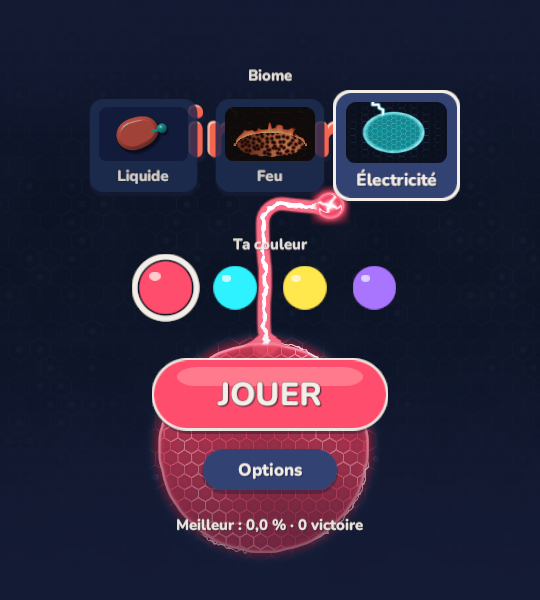 Biome
Liquide
Feu
Électricité
Ta couleur
JOUER
Options
Meilleur : 0,0 % · 0 victoire